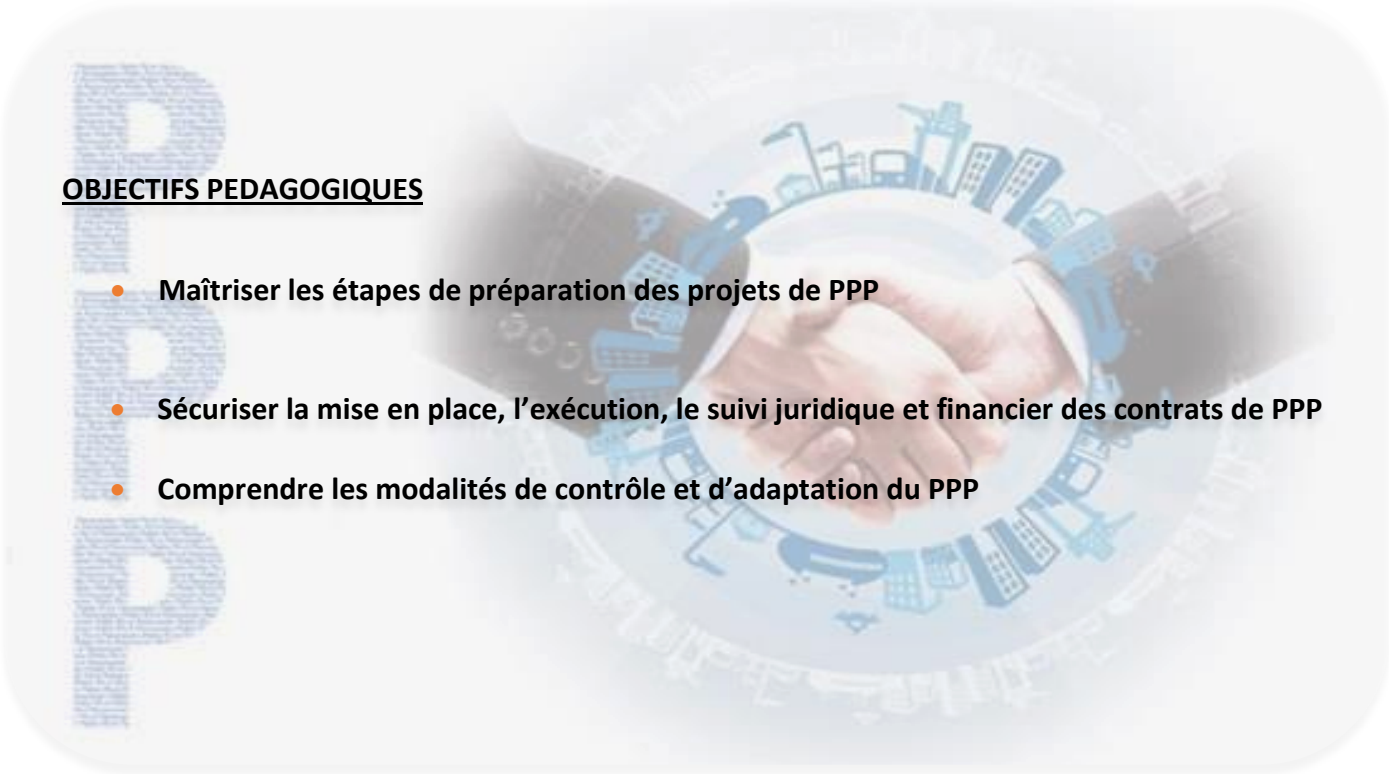 OBJECTIFS PEDAGOGIQUES
• Maîtriser les étapes de préparation des projets de PPP
• Sécuriser la mise en place, l’exécution, le suivi juridique et financier des contrats de PPP
• Comprendre les modalités de contrôle et d’adaptation du PPP
P
P
P